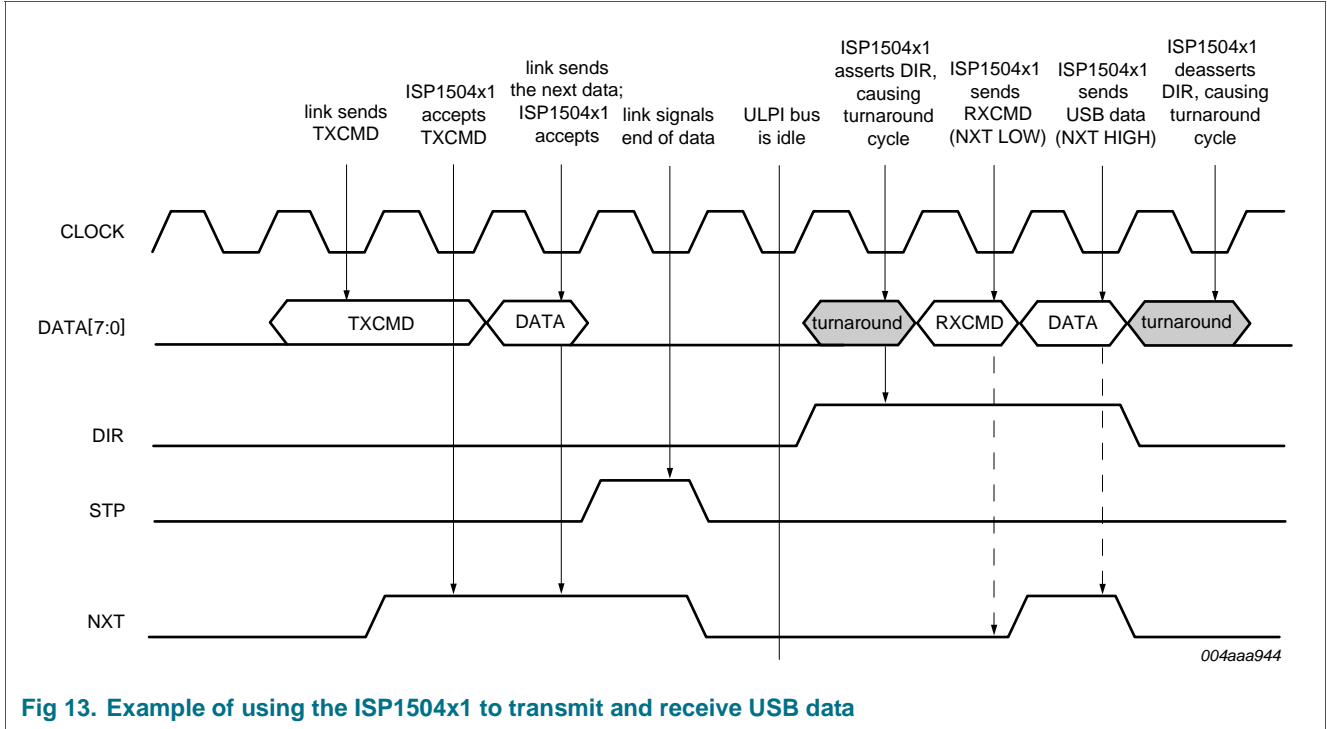 link sends
TXCMD
ISP1504x1
accepts
TXCMD
link sends
the next data;
ISP1504x1
accepts
link signals
end of data
ULPI bus
is idle
ISP1504x1
asserts DIR,
causing
turnaround
cycle
ISP1504x1
sends
RXCMD
(NXT LOW)
ISP1504x1
sends
USB data
(NXT HIGH)
ISP1504x1
deasserts
DIR, causing
turnaround
cycle
CLOCK
DATA[7:0]
TXCMD
DATA
turnaround
RXCMD
DATA
turnaround
DIR
STP
NXT
004aaa944
Fig 13. Example of using the ISP1504x1 to transmit and receive USB data